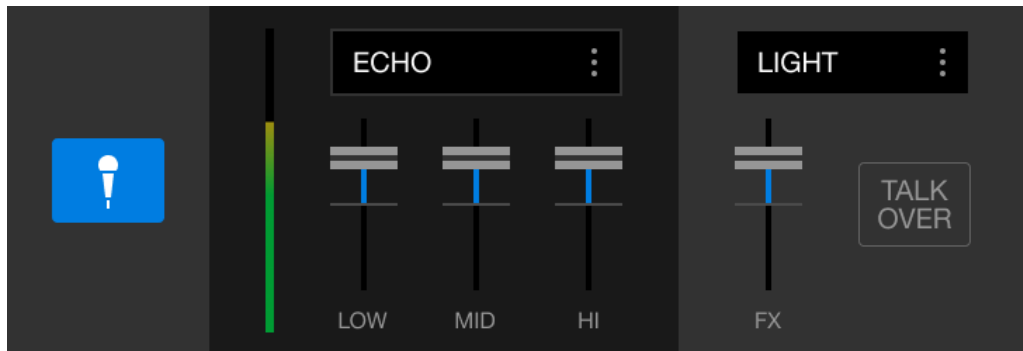 ECHO
LIGHT
TALK
OVER
LOW
MID
HI
FX